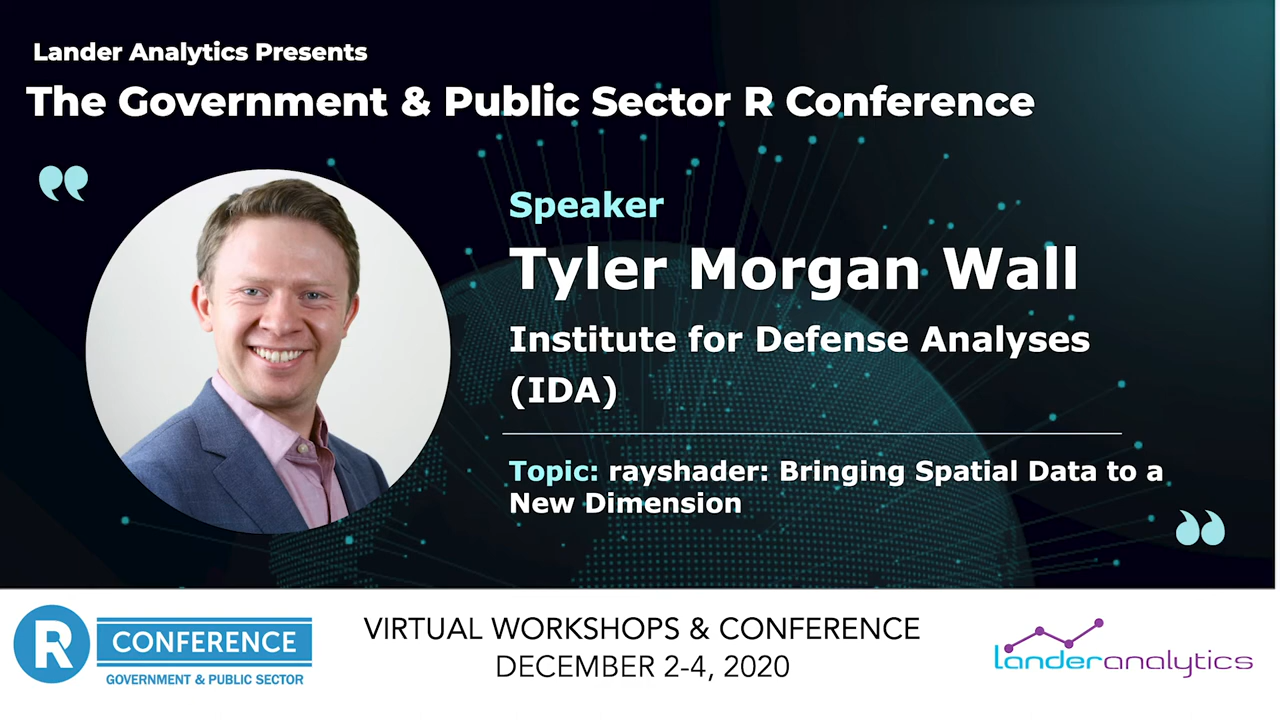 Lander Analytics Presents
The Government & Public Sector R Conference
Speaker
Tyler Morgan Wall
Institute for Defense Analyses
(IDA)
Topic: rayshader: Bringing Spatial Data to a
New Dimension
R CONFERENCE
GOVERNMENT & PUBLIC SECTOR
VIRTUAL WORKSHOPS & CONFERENCE
DECEMBER 2-4, 2020
landeranalytics